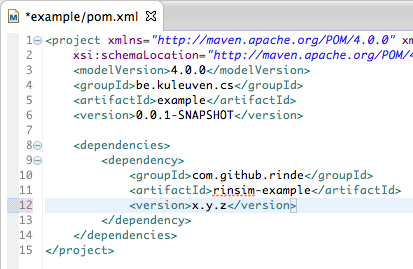 *example/pom.xml
1 <project xmlns="http://maven.apache.org/POM/4.0.0" xm
2 xsi:schemaLocation="http://maven.apache.org/POM/4
3 <modelVersion>4.0.0</modelVersion>
4 <groupId>be.kuleuven.cs</groupId>
5 <artifactId>example</artifactId>
6 <version>0.0.1-SNAPSHOT</version>
7
8 <dependencies>
9 <dependency>
10 <groupId>com.github.rinde</groupId>
11 <artifactId>rinsim-example</artifactId>
12 <version>x.y.z</version>
13 </dependency>
14 </dependencies>
15 </project>